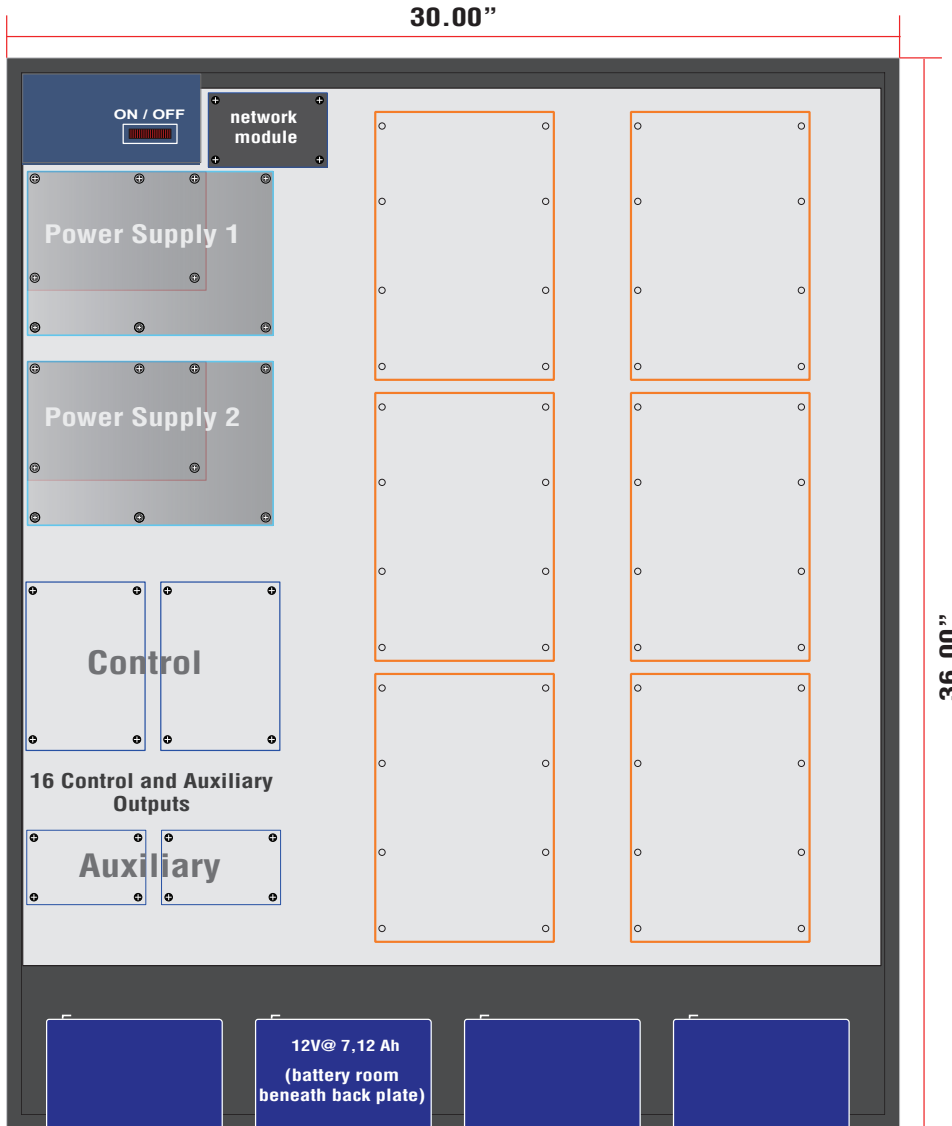 30.00”
ON / OFF
network
module
Power Supply 1
Power Supply 2
36.00”
Control
16 Control and Auxiliary
Outputs
Auxiliary
12V@ 7,12 Ah
(battery room
beneath back plate)